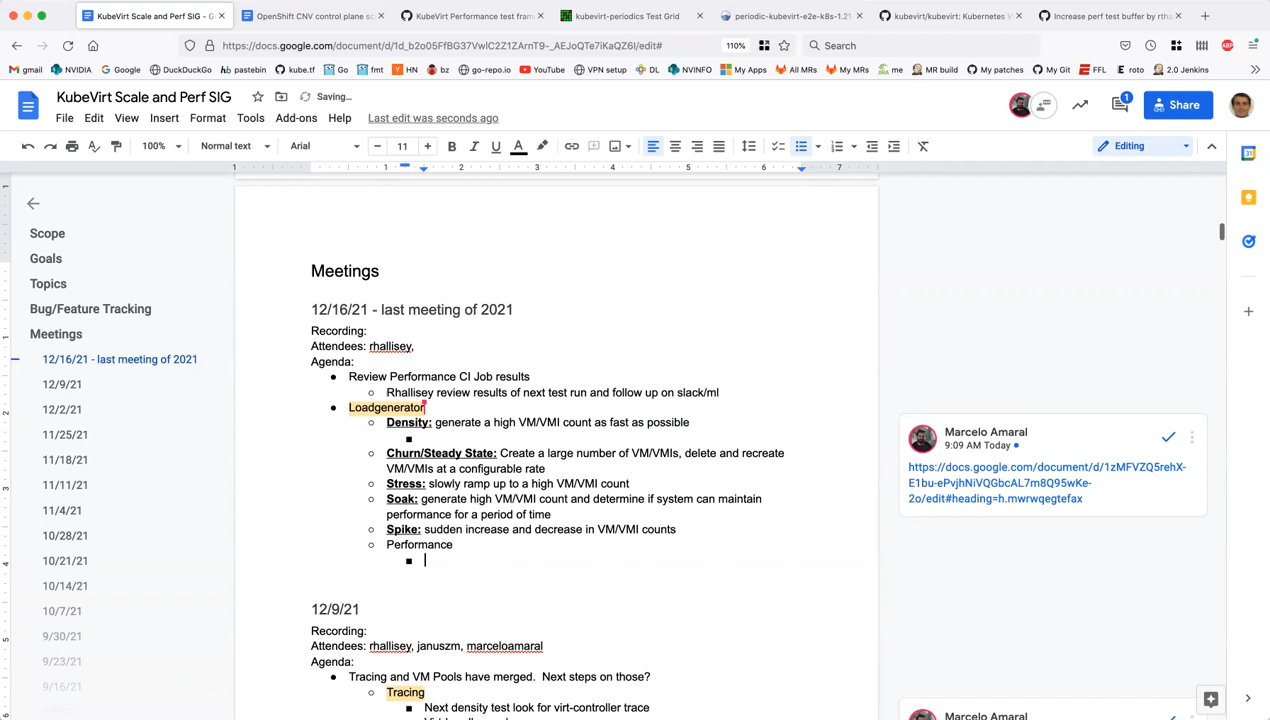 KubeVirt Scale and Perf SIG - G
OpenShift CNV control plane sc
KubeVirt Performance test fram
kubevirt-periodics Test Grid
periodic-kubevirt-e2e-k8s-1.21
kubevirt/kubevirt: Kubernetes V
Increase perf test buffer by rtha
https://docs.google.com/document/d/1d_b2o05FfBG37VwlC2Z1ZArnT9-_AEJoQTe7iKaQZ6I/edit#
110%
Search
gmail
NVIDIA
Google
DuckDuckGo
pastebin
kube.tf
Go
fmt
HN
bz
go-repo.io
YouTube
VPN setup
DL
NVINFO
My Apps
All MRs
My MRs
me
MR build
My patches
My Git
FFL
roto
2.0 Jenkins
KubeVirt Scale and Perf SIG
Saving...
File Edit View Insert Format Tools Add-ons Help
Last edit was seconds ago
1
Share
100%
Normal text
Arial
11
Editing
1 1 2 3 4 5 6 7
Scope
Goals
Topics
Bug/Feature Tracking
Meetings
12/16/21 - last meeting of 2021
12/9/21
12/2/21
11/25/21
11/18/21
11/11/21
11/4/21
10/28/21
10/21/21
10/14/21
10/7/21
9/30/21
9/23/21
9/16/21
Meetings
12/16/21 - last meeting of 2021
Recording:
Attendees: rhallisey,
Agenda:
Review Performance CI Job results
Rhallisey review results of next test run and follow up on slack/ml
Loadgenerator
Density: generate a high VM/VMI count as fast as possible
Churn/Steady State: Create a large number of VM/VMIs, delete and recreate
VM/VMIs at a configurable rate
Stress: slowly ramp up to a high VM/VMI count
Soak: generate high VM/VMI count and determine if system can maintain
performance for a period of time
Spike: sudden increase and decrease in VM/VMI counts
Performance
12/9/21
Recording:
Attendees: rhallisey, januszm, marceloamaral
Agenda:
Tracing and VM Pools have merged. Next steps on those?
Tracing
Next density test look for virt-controller trace
Marcelo Amaral
9:09 AM Today
https://docs.google.com/document/d/1zMFVZQ5rehX-
E1bu-ePvjhNiVQGbcAL7m8Q95wKe-
2o/edit#heading=h.mwrwqegtefax
Marcelo Amaral